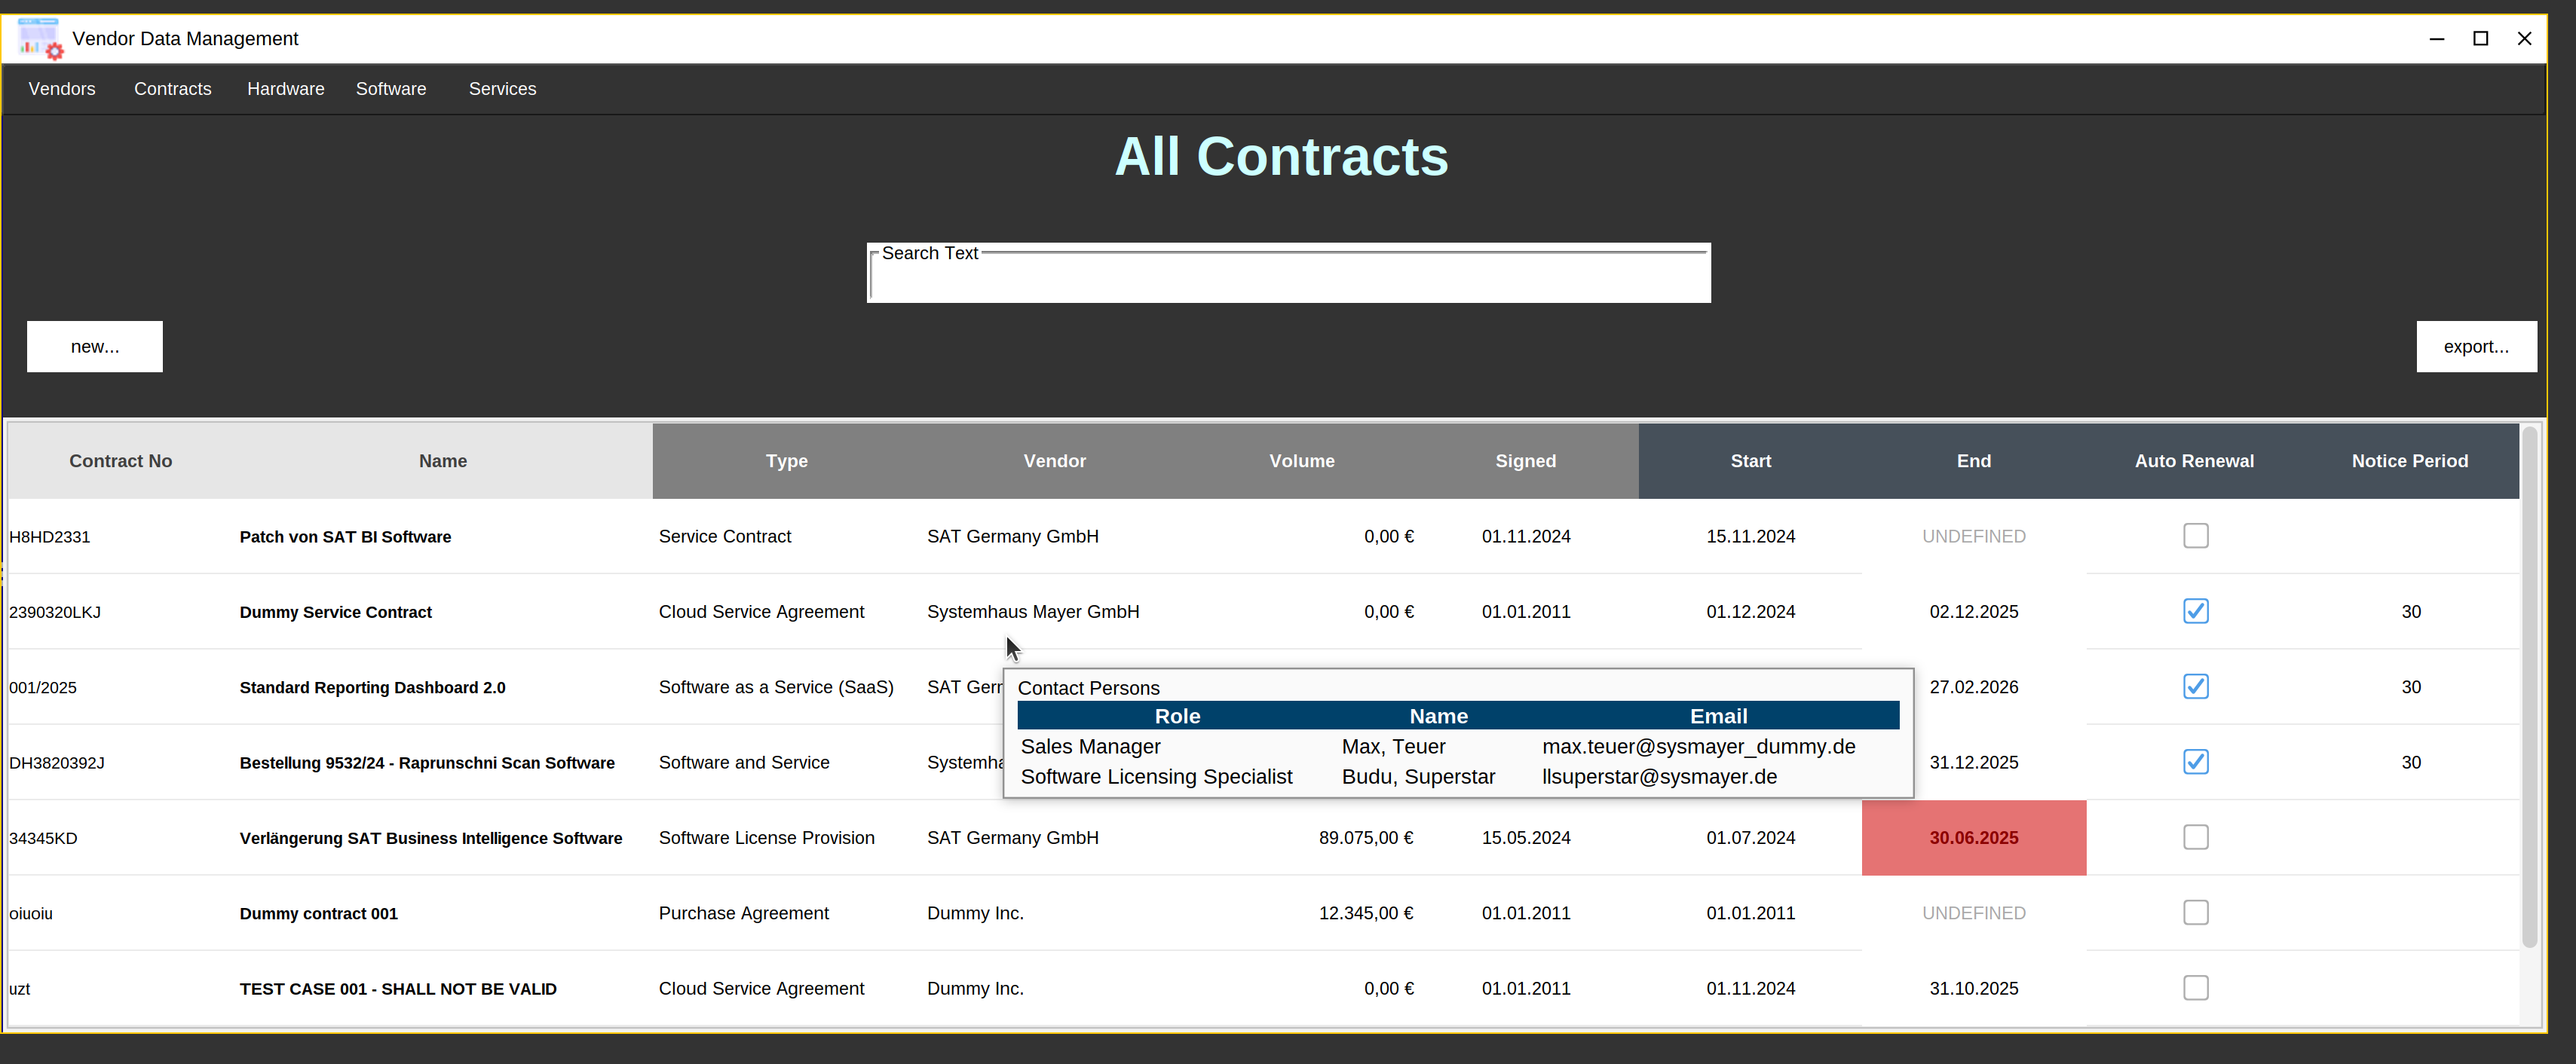 Vendor Data Management
Vendors Contracts Hardware Software Services
All Contracts
Search Text
new... export...
Contract No Name Type Vendor Volume Signed Start End Auto Renewal Notice Period
H8HD2331 Patch von SAT BI Software Service Contract SAT Germany GmbH 0,00 € 01.11.2024 15.11.2024 UNDEFINED
2390320LKJ Dummy Service Contract Cloud Service Agreement Systemhaus Mayer GmbH 0,00 € 01.01.2011 01.12.2024 02.12.2025 30
001/2025 Standard Reporting Dashboard 2.0 Software as a Service (SaaS) SAT 27.02.2026 30
Contact Persons
Role Name Email
Sales Manager Max, Teuer max.teuer@sysmayer_dummy.de
Software Licensing Specialist Budu, Superstar llsuperstar@sysmayer.de
DH3820392J Bestellung 9532/24 - Raprunschni Scan Software Software and Service 31.12.2025 30
34345KD Verlängerung SAT Business Intelligence Software Software License Provision SAT Germany GmbH 89.075,00 € 15.05.2024 01.07.2024 30.06.2025
oiuoiu Dummy contract 001 Purchase Agreement Dummy Inc. 12.345,00 € 01.01.2011 01.01.2011 UNDEFINED
uzt TEST CASE 001 - SHALL NOT BE VALID Cloud Service Agreement Dummy Inc. 0,00 € 01.01.2011 01.11.2024 31.10.2025